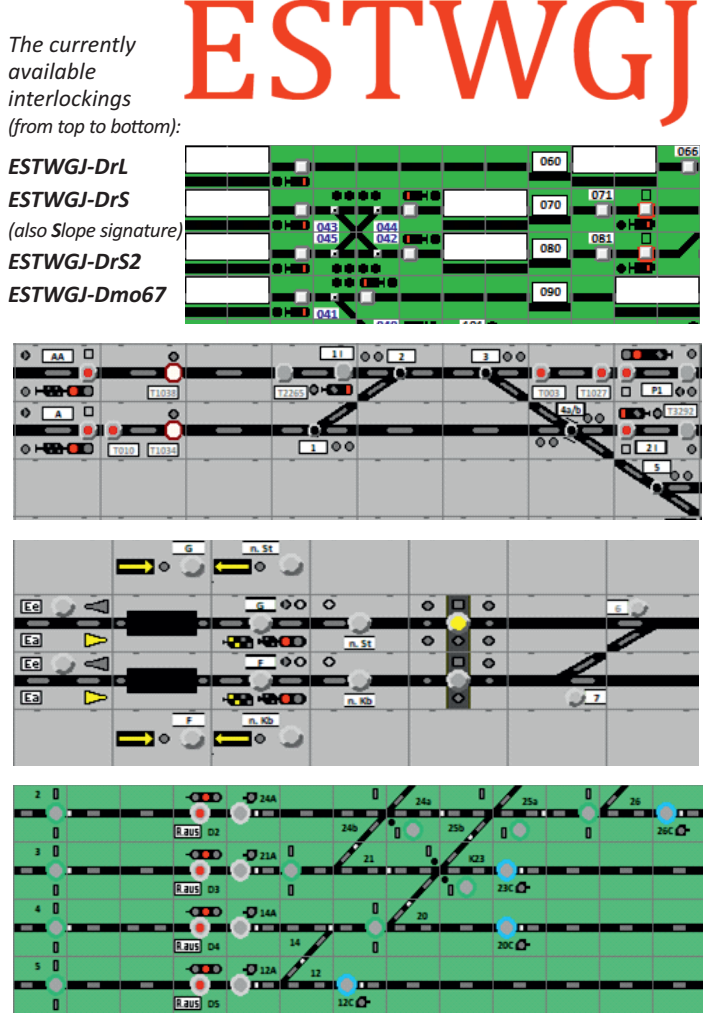 ESTWGJ
The currently
available
interlockings
(from top to bottom):
ESTWGJ-DrL
ESTWGJ-DrS
(also Slope signature)
ESTWGJ-DrS2
ESTWGJ-Dmo67
066
060
071
070
043 044
045 042
081
080
090
041
AA 1 I 2 3
T1038 T2265 T003 T1027 P1
A 4a/b T3292
T010 T1034 1 2 I
5
G n. St
Ee G 6
Ea n. St
Ee F
Ea n. Kb 7
F n. Kb
2 24A 24a 25a 26
R.aus D2 24b 25b 26C
3 21A 21 K23
R.aus D3 23C
4 14A 20
R.aus D4 14 20C
5 12A 12
R.aus D5 12C